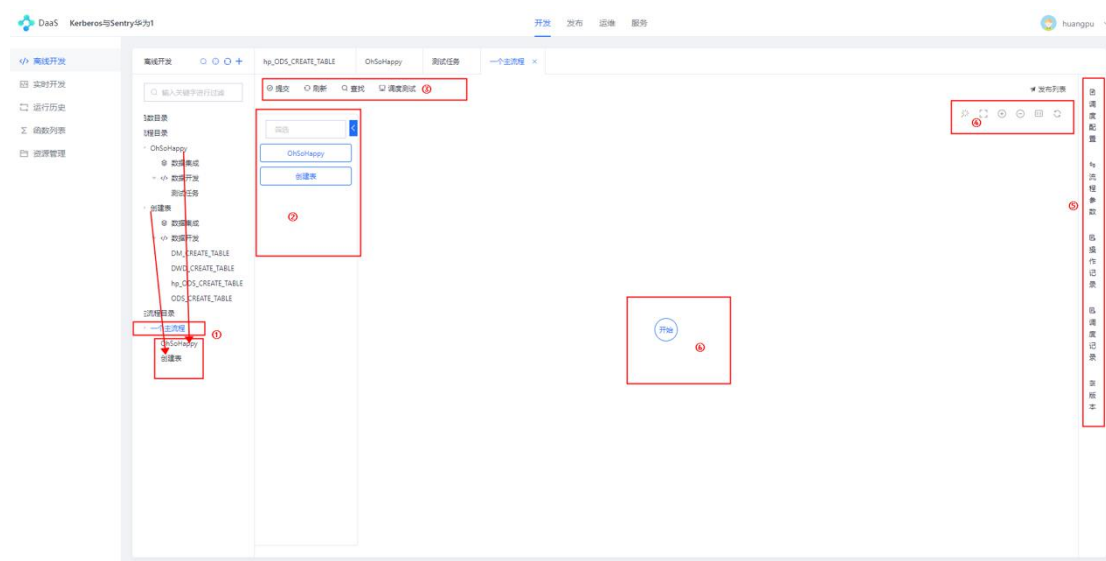 DaaS Kerberos与Sentry华为1
开发 发布 运维 服务
huangpu
离线开发
实时开发
运行历史
函数列表
资源管理
离线开发
输入关键字进行过滤
数目录
程目录
OhSoHappy
数据集成
数据开发
测试任务
创建表
数据集成
数据开发
DM_CREATE_TABLE
DWD_CREATE_TABLE
hp_ODS_CREATE_TABLE
ODS_CREATE_TABLE
流程目录
一个主流程
①
OhSoHappy
创建表
hp_ODS_CREATE_TABLE OhSoHappy 测试任务 一个主流程 ×
提交 刷新 查找 调度测试 ③
发布列表
④
筛选
OhSoHappy
创建表
②
开始
⑥
调度配置
流程参数
⑤
操作记录
调度记录
版本